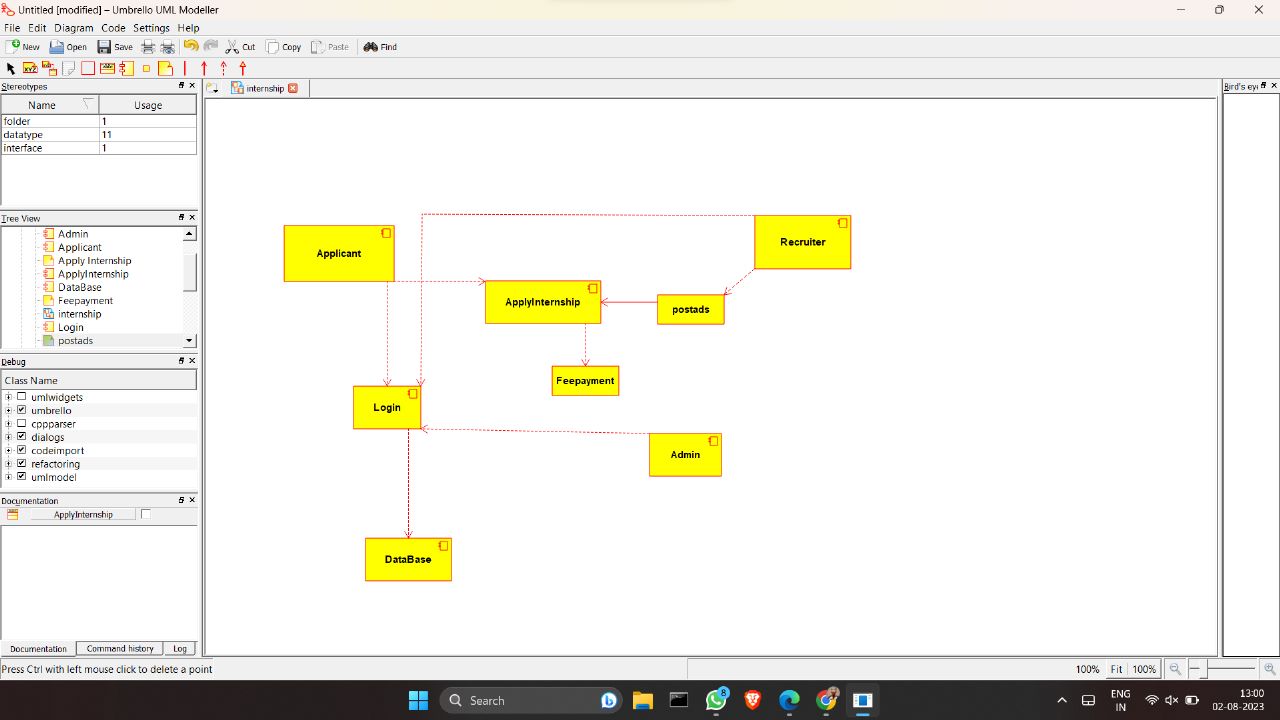 Untitled [modified] – Umbrello UML Modeller
File Edit Diagram Code Settings Help
New Open Save Cut Copy Paste Find
Stereotypes
internship
Bird's ey
Name Usage
folder 1
datatype 11
interface 1
Tree View
Admin
Applicant
Apply Internship
ApplyInternship
DataBase
Feepayment
internship
Login
postads
Debug
Class Name
umlwidgets
umbrello
cppparser
dialogs
codeimport
refactoring
umlmodel
Documentation
ApplyInternship
Documentation Command history Log
Applicant
Recruiter
ApplyInternship
postads
Feepayment
Login
Admin
DataBase
Press Ctrl with left mouse click to delete a point
100% Fit 100%
Search
8
ENG
IN
13:00
02-08-2023